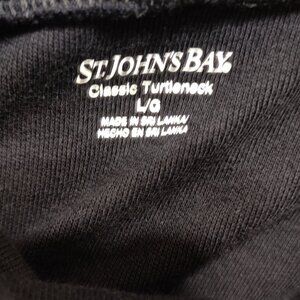 ST. JOHN'S BAY®
Classic Turtleneck
L/G
MADE IN SRI LANKA/
HECHO EN SRI LANKA